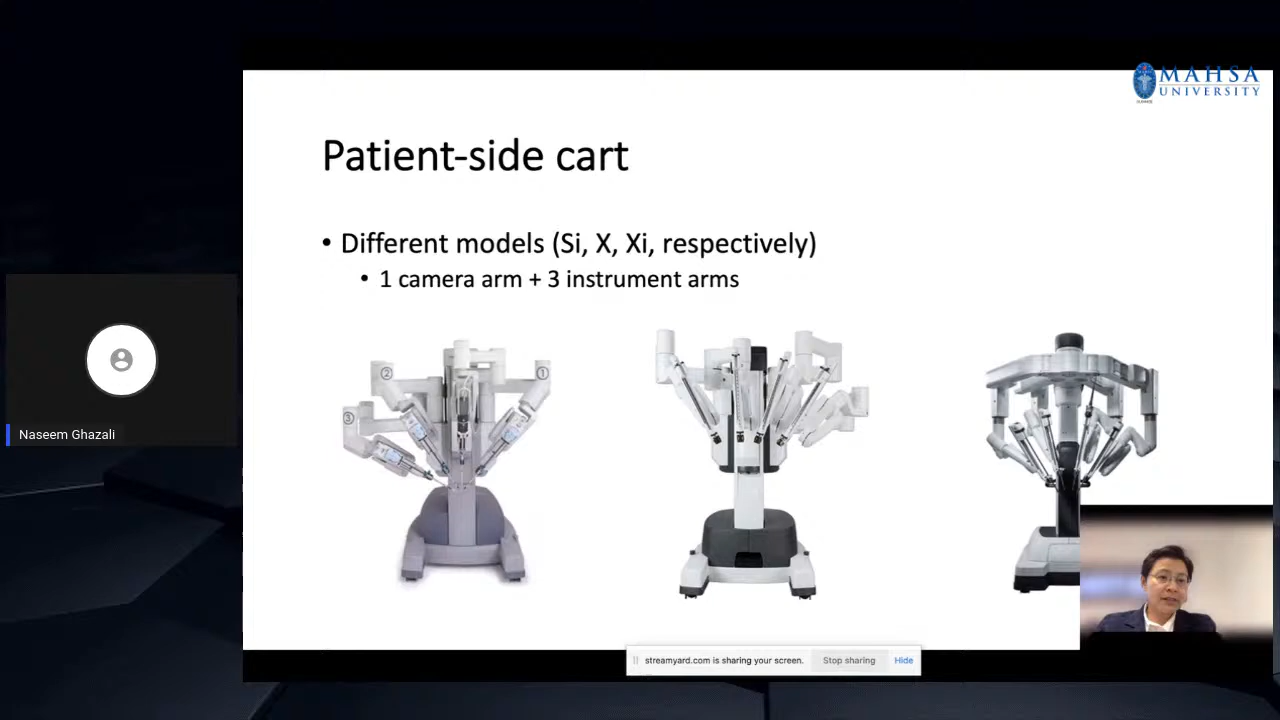 MAHSA
UNIVERSITY
Patient-side cart
• Different models (Si, X, Xi, respectively)
• 1 camera arm + 3 instrument arms
②
①
③
Naseem Ghazali
streamyard.com is sharing your screen.
Stop sharing
Hide